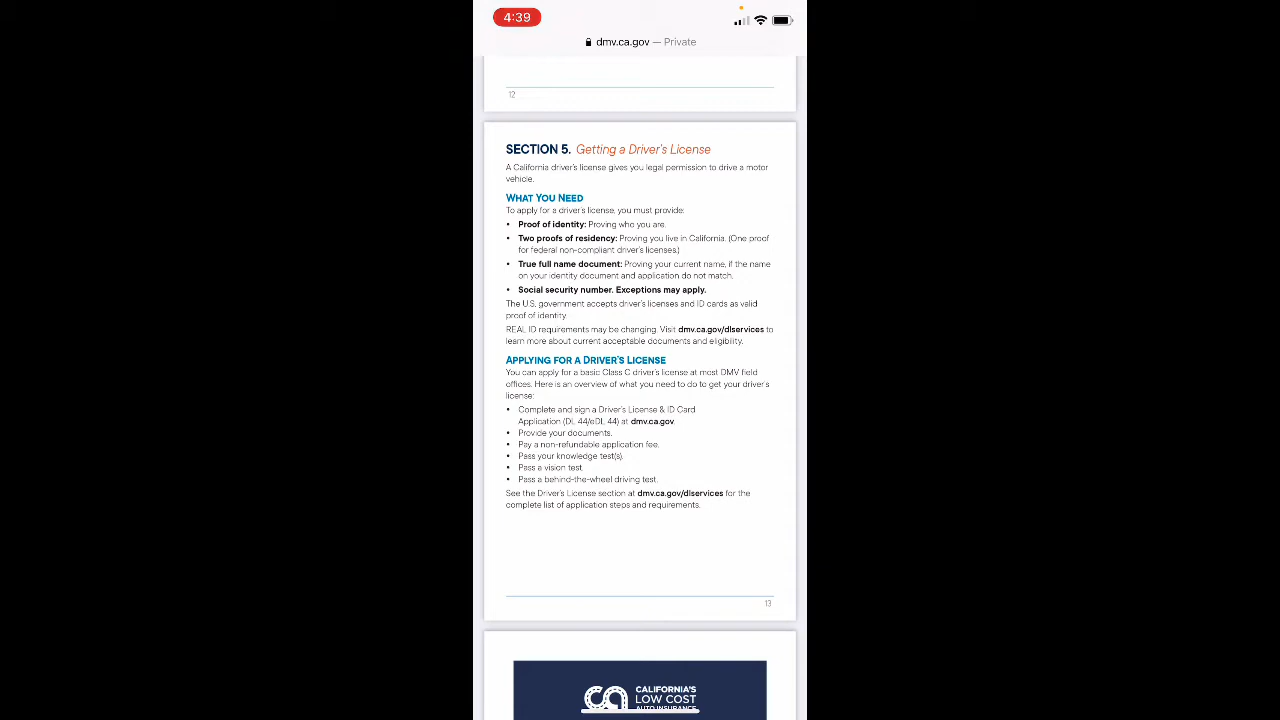 4:39
dmv.ca.gov — Private
12
SECTION 5. Getting a Driver's License
A California driver's license gives you legal permission to drive a motor
vehicle.
WHAT YOU NEED
To apply for a driver's license, you must provide:
• Proof of identity: Proving who you are.
• Two proofs of residency: Proving you live in California. (One proof
for federal non-compliant driver's licenses.)
• True full name document: Proving your current name, if the name
on your identity document and application do not match.
• Social security number. Exceptions may apply.
The U.S. government accepts driver's licenses and ID cards as valid
proof of identity.
REAL ID requirements may be changing. Visit dmv.ca.gov/dlservices to
learn more about current acceptable documents and eligibility.
APPLYING FOR A DRIVER'S LICENSE
You can apply for a basic Class C driver's license at most DMV field
offices. Here is an overview of what you need to do to get your driver's
license:
• Complete and sign a Driver's License & ID Card
Application (DL 44/eDL 44) at dmv.ca.gov.
• Provide your documents.
• Pay a non-refundable application fee.
• Pass your knowledge test(s).
• Pass a vision test.
• Pass a behind-the-wheel driving test.
See the Driver's License section at dmv.ca.gov/dlservices for the
complete list of application steps and requirements.
13
CALIFORNIA'S
LOW COST
AUTO INSURANCE